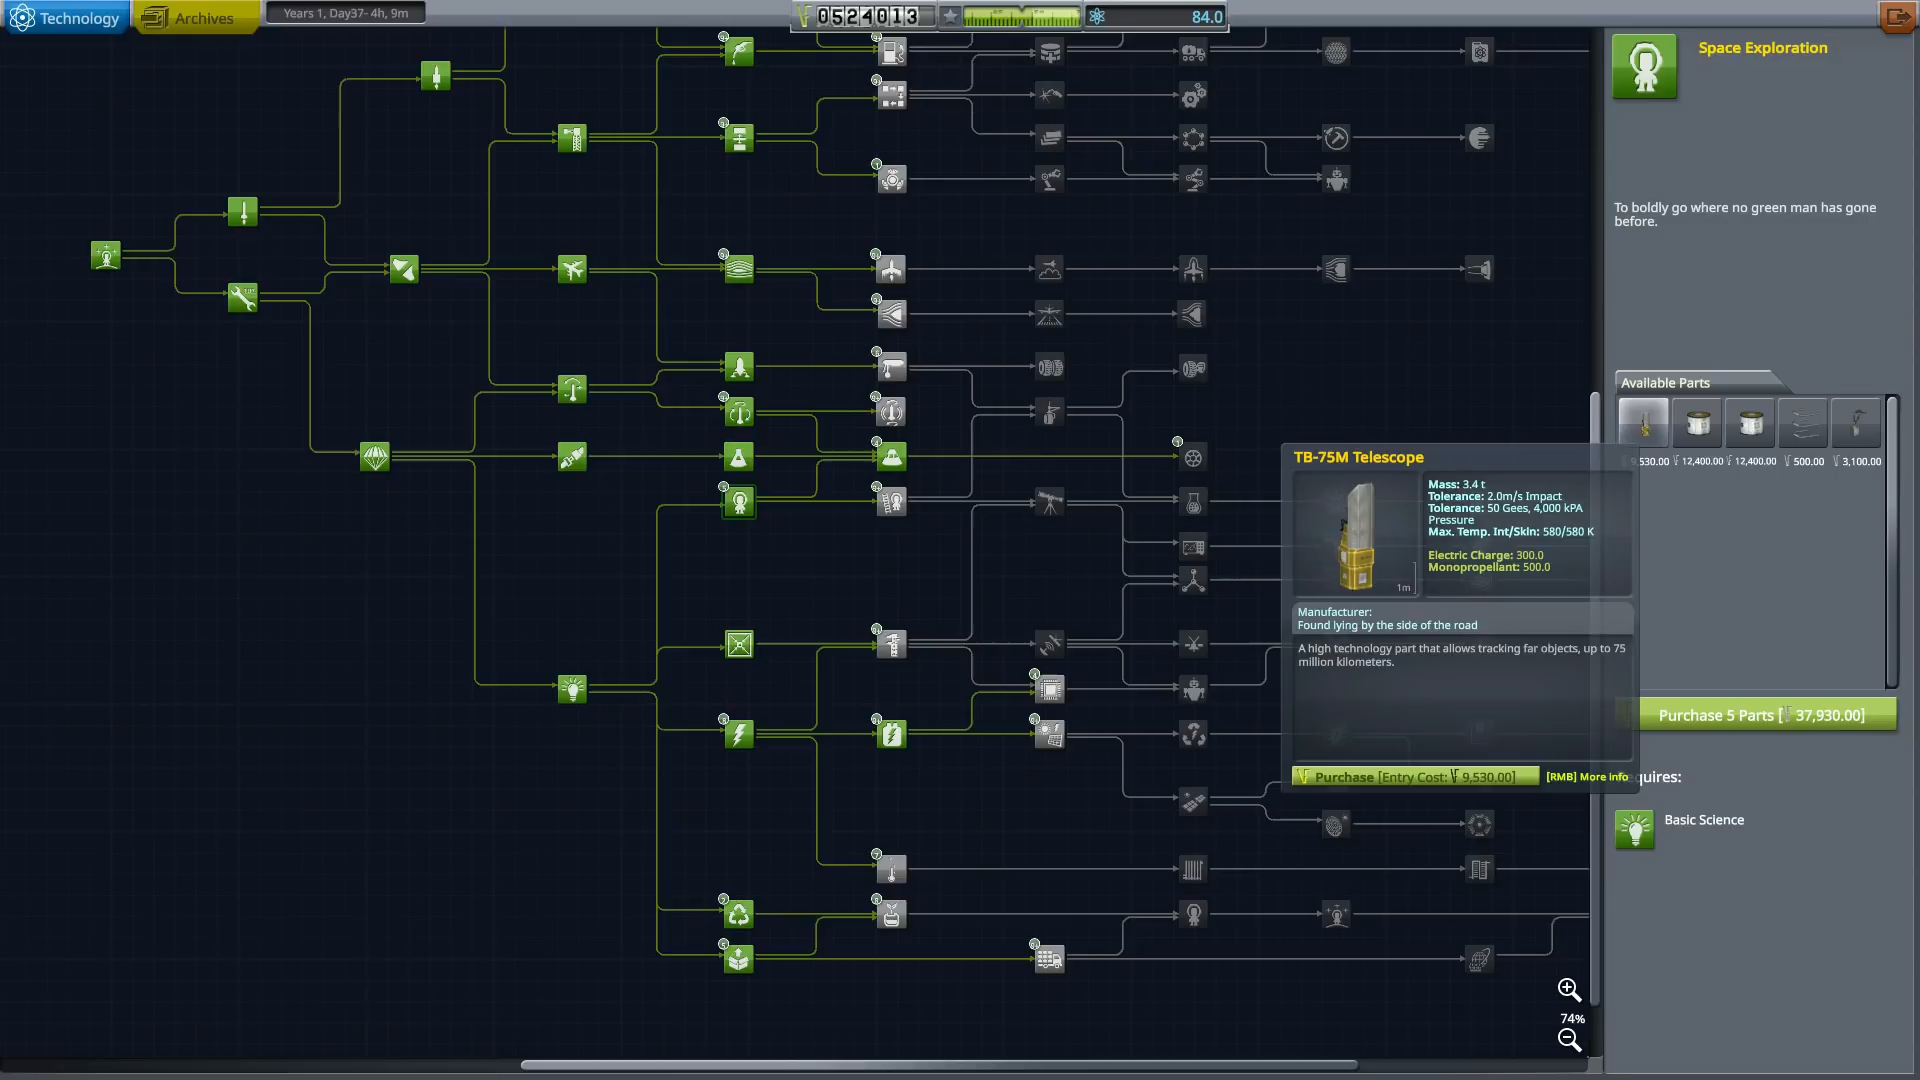 Technology
Archives
Years 1, Day37- 4h, 9m
0524013
84.0
Space Exploration
To boldly go where no green man has gone
before.
Available Parts
9,530.00
12,400.00
12,400.00
500.00
3,100.00
TB-75M Telescope
Mass: 3.4 t
Tolerance: 2.0m/s Impact
Tolerance: 50 Gees, 4,000 kPA
Pressure
Max. Temp. Int/Skin: 580/580 K
Electric Charge: 300.0
Monopropellant: 500.0
1m
Manufacturer:
Found lying by the side of the road
A high technology part that allows tracking far objects, up to 75
million kilometers.
Purchase 5 Parts [ 37,930.00]
Purchase [Entry Cost: 9,530.00]
[RMB] More Info
quires:
Basic Science
74%